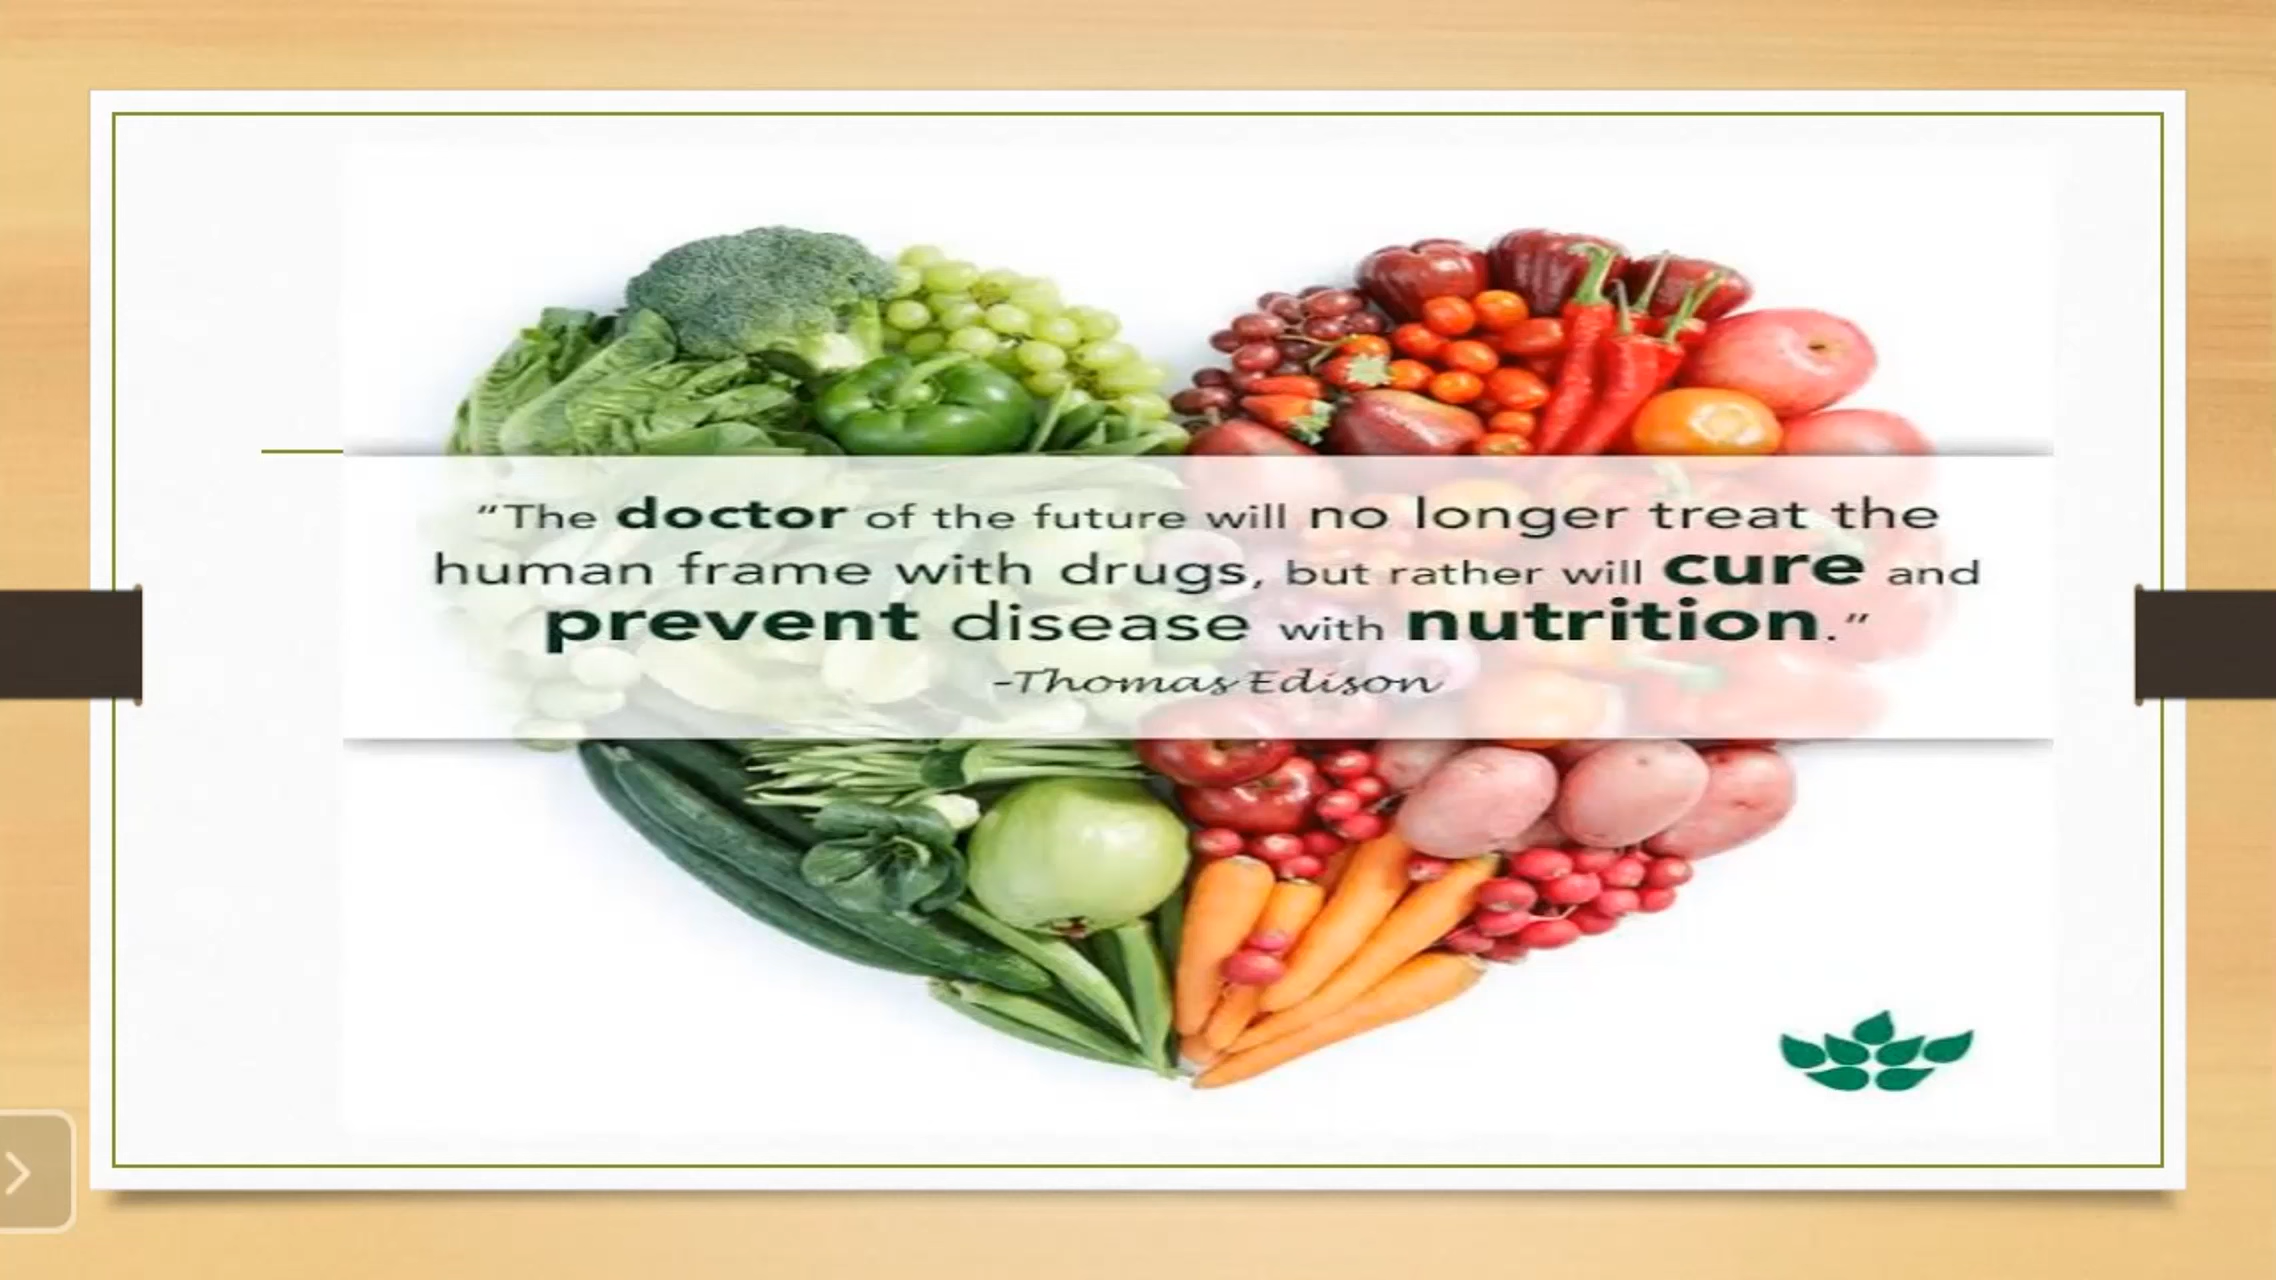 “The doctor of the future will no longer treat the
human frame with drugs, but rather will cure and
prevent disease with nutrition.”
-Thomas Edison